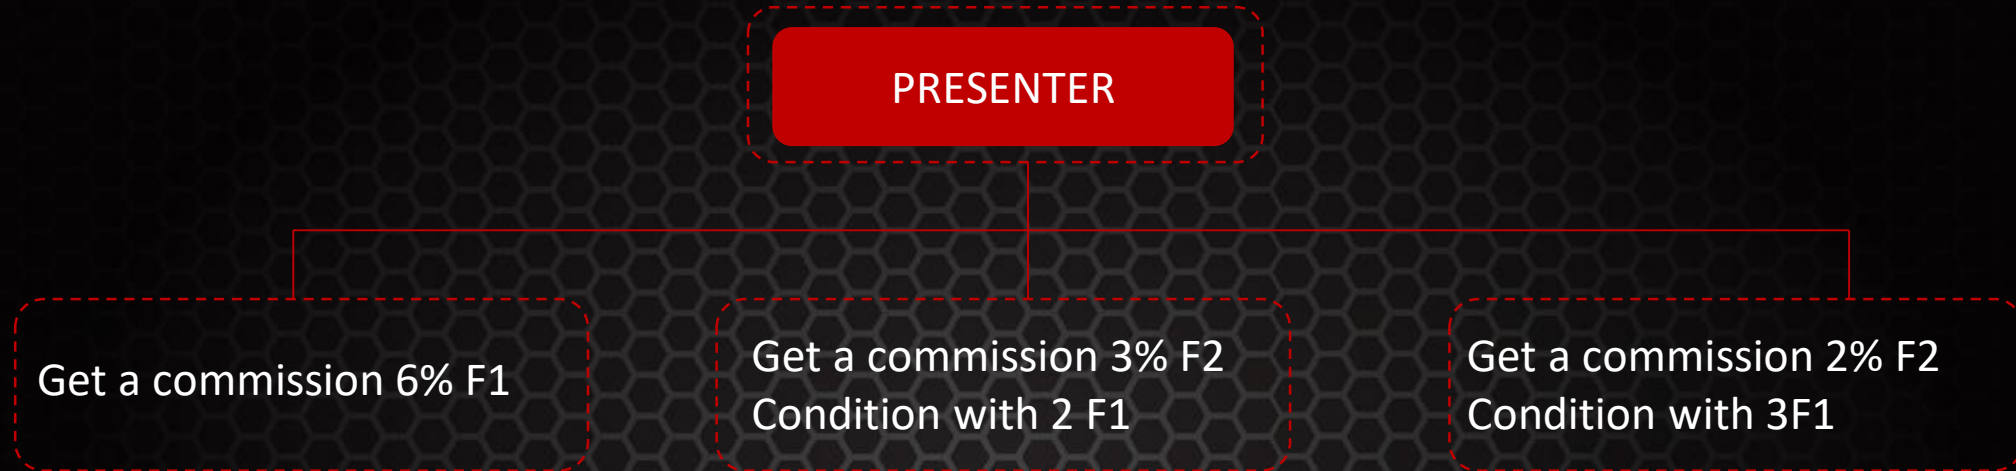 PRESENTER
Get a commission 6% F1
Get a commission 3% F2
Condition with 2 F1
Get a commission 2% F2
Condition with 3F1